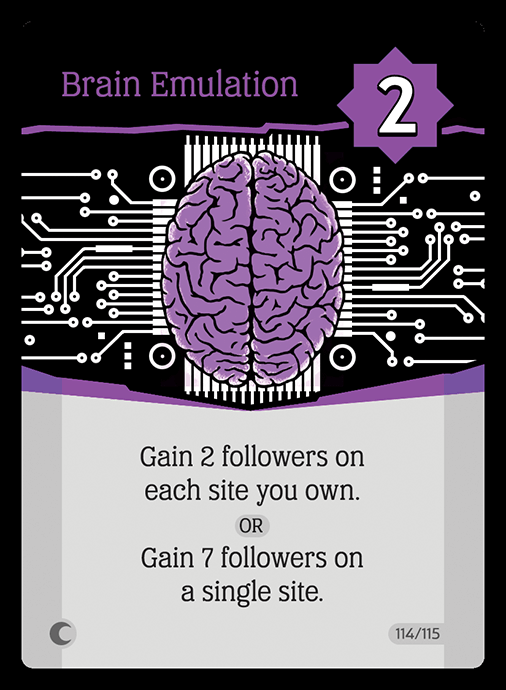 Brain Emulation
2
Gain 2 followers on
each site you own.
OR
Gain 7 followers on
a single site.
114/115